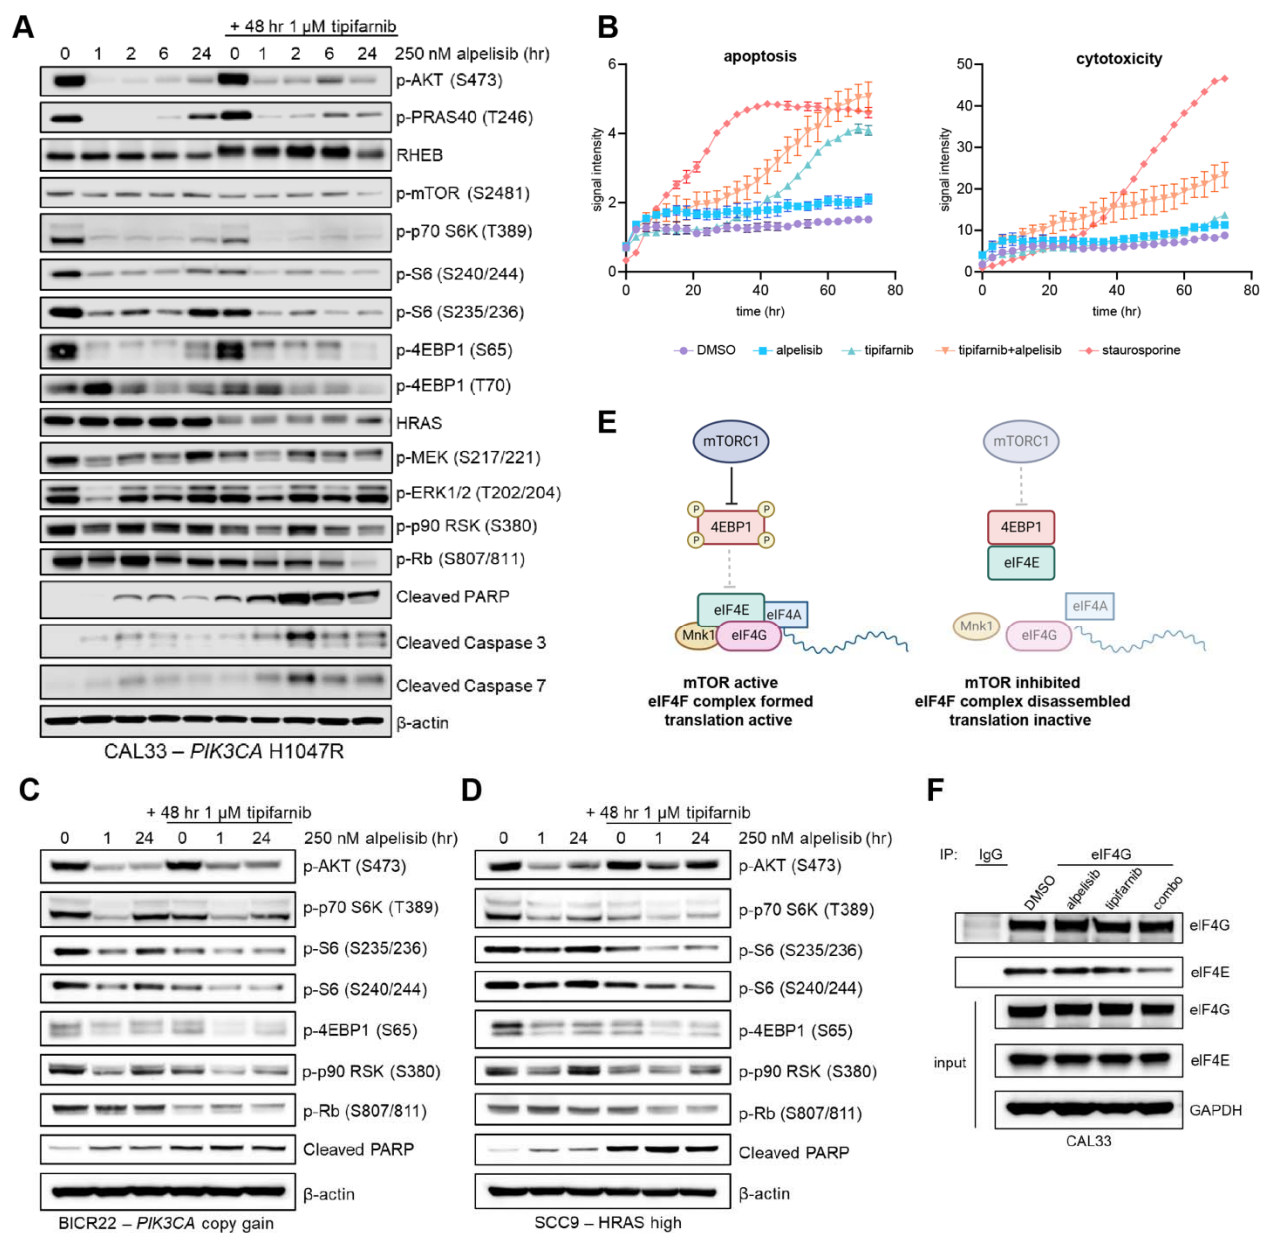 A
+ 48 hr 1 µM tipifarnib
0 1 2 6 24 0 1 2 6 24 250 nM alpelisib (hr)
p-AKT (S473)
p-PRAS40 (T246)
RHEB
p-mTOR (S2481)
p-p70 S6K (T389)
p-S6 (S240/244)
p-S6 (S235/236)
p-4EBP1 (S65)
p-4EBP1 (T70)
HRAS
p-MEK (S217/221)
p-ERK1/2 (T202/204)
p-p90 RSK (S380)
p-Rb (S807/811)
Cleaved PARP
Cleaved Caspase 3
Cleaved Caspase 7
β-actin
CAL33 – PIK3CA H1047R
B
apoptosis
signal intensity
6
4
2
0
0 20 40 60 80
time (hr)
cytotoxicity
signal intensity
50
40
30
20
10
0
0 20 40 60 80
time (hr)
DMSO alpelisib tipifarnib tipifarnib+alpelisib staurosporine
E
mTORC1
P P
4EBP1
P P
eIF4E
eIF4A
Mnk1
eIF4G
mTOR active
eIF4F complex formed
translation active
mTORC1
4EBP1
eIF4E
eIF4A
Mnk1
eIF4G
mTOR inhibited
eIF4F complex disassembled
translation inactive
C
+ 48 hr 1 µM tipifarnib
0 1 24 0 1 24 250 nM alpelisib (hr)
p-AKT (S473)
p-p70 S6K (T389)
p-S6 (S235/236)
p-S6 (S240/244)
p-4EBP1 (S65)
p-p90 RSK (S380)
p-Rb (S807/811)
Cleaved PARP
β-actin
BICR22 – PIK3CA copy gain
D
+ 48 hr 1 µM tipifarnib
0 1 24 0 1 24 250 nM alpelisib (hr)
p-AKT (S473)
p-p70 S6K (T389)
p-S6 (S235/236)
p-S6 (S240/244)
p-4EBP1 (S65)
p-p90 RSK (S380)
p-Rb (S807/811)
Cleaved PARP
β-actin
SCC9 – HRAS high
F
IP: IgG eIF4G
DMSO alpelisib tipifarnib combo
eIF4G
eIF4E
input
eIF4G
eIF4E
GAPDH
CAL33